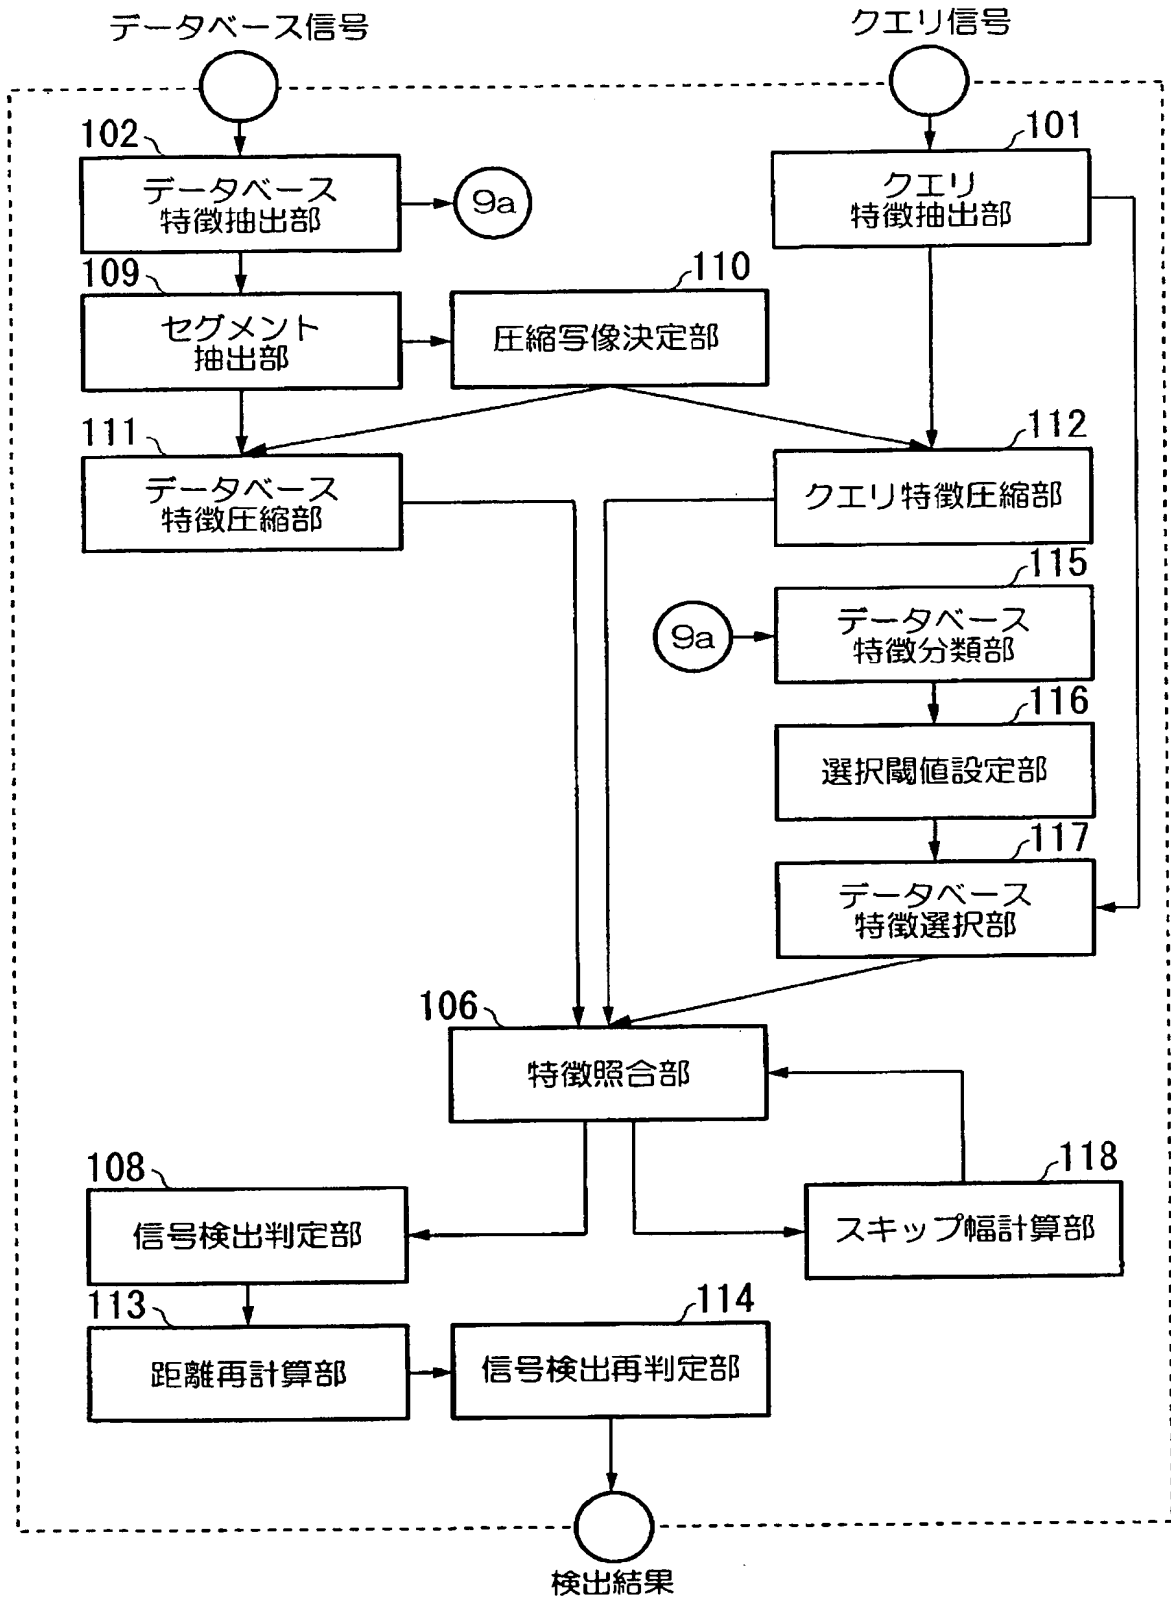 データベース信号
クエリ信号
102
101
データベース
特徴抽出部
9a
クエリ
特徴抽出部
109
110
セグメント
抽出部
圧縮写像決定部
111
112
データベース
特徴圧縮部
クエリ特徴圧縮部
115
9a
データベース
特徴分類部
116
選択閾値設定部
117
データベース
特徴選択部
106
特徴照合部
108
118
信号検出判定部
スキップ幅計算部
113
114
距離再計算部
信号検出再判定部
検出結果